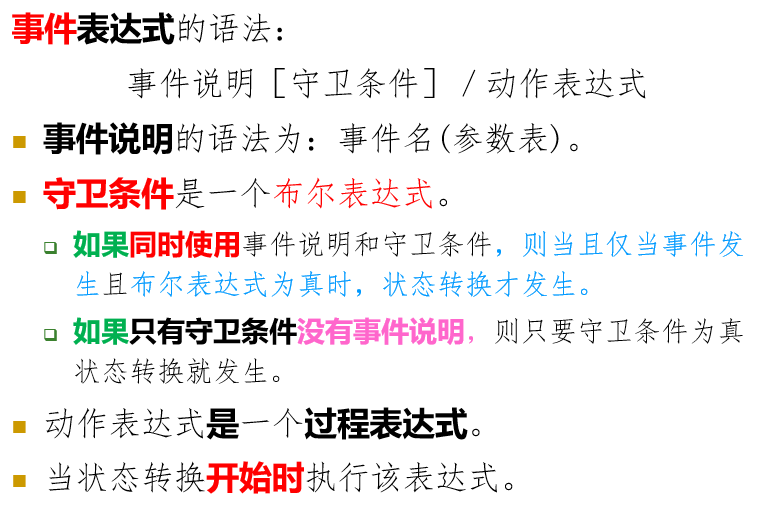 事件表达式的语法：
事件说明［守卫条件］／动作表达式
事件说明的语法为：事件名(参数表)。
守卫条件是一个布尔表达式。
如果同时使用事件说明和守卫条件，则当且仅当事件发
生且布尔表达式为真时，状态转换才发生。
如果只有守卫条件没有事件说明，则只要守卫条件为真
状态转换就发生。
动作表达式是一个过程表达式。
当状态转换开始时执行该表达式。